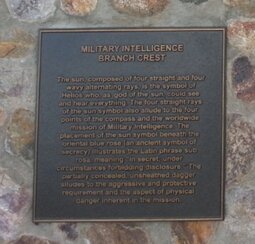 MILITARY INTELLIGENCE
BRANCH CREST
The sun, composed of four straight and four
wavy alternating rays, is the symbol of
Helios who, as god of the sun, could see
and hear everything. The four straight rays
of the sun symbol also allude to the four
points of the compass and the worldwide
mission of Military Intelligence. The
placement of the sun symbol beneath the
oriental blue rose (an ancient symbol of
secrecy) illustrates the Latin phrase sub
rosa, meaning, in secret, under
circumstances forbidding disclosure. The
partially concealed, unsheathed dagger
alludes to the aggressive and protective
requirement and the aspect of physical
danger inherent in the mission.